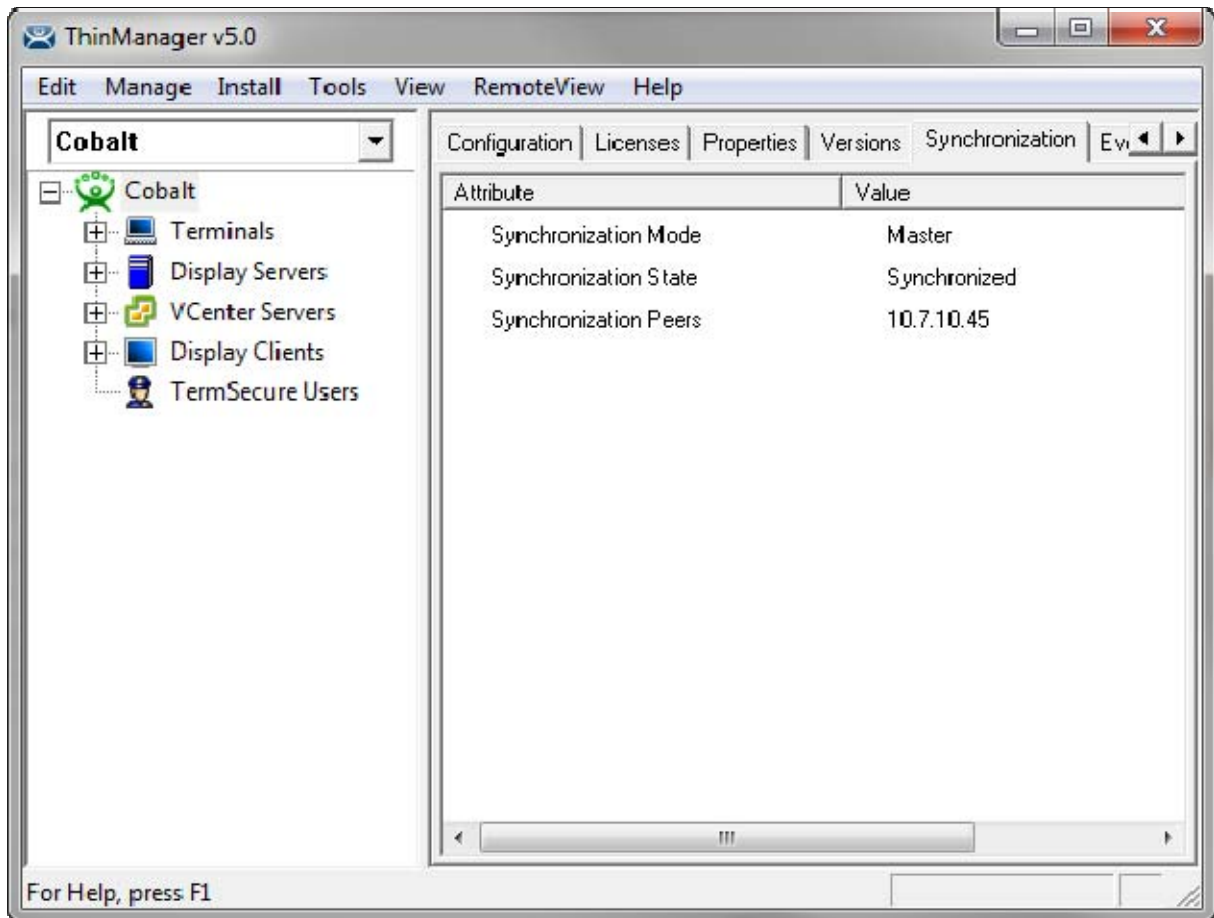 ThinManager v5.0
Edit Manage Install Tools View RemoteView Help
Cobalt
Cobalt
Terminals
Display Servers
VCenter Servers
Display Clients
TermSecure Users
Configuration Licenses Properties Versions Synchronization
Attribute Value
Synchronization Mode Master
Synchronization State Synchronized
Synchronization Peers 10.7.10.45
For Help, press F1